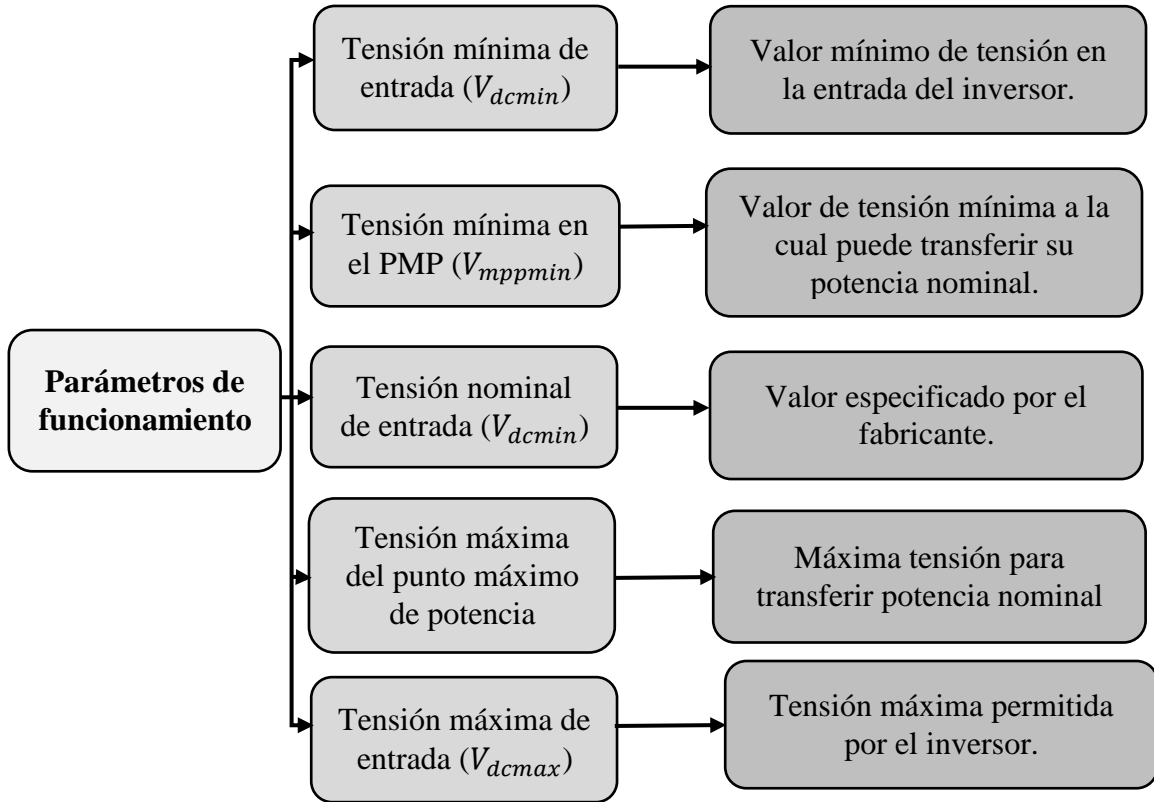 Parámetros de
funcionamiento
Tensión mínima de
entrada (V_dcmin)
Valor mínimo de tensión en
la entrada del inversor.
Tensión mínima en
el PMP (V_mppmin)
Valor de tensión mínima a la
cual puede transferir su
potencia nominal.
Tensión nominal
de entrada (V_dcmin)
Valor especificado por el
fabricante.
Tensión máxima
del punto máximo
de potencia
Máxima tensión para
transferir potencia nominal
Tensión máxima de
entrada (V_dcmax)
Tensión máxima permitida
por el inversor.